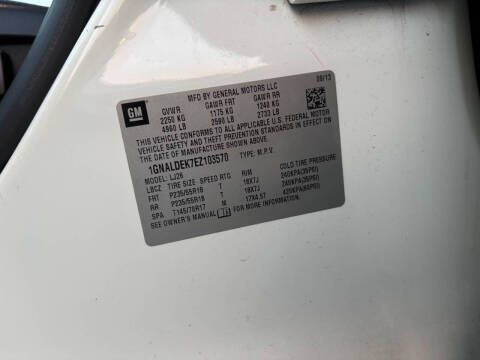 GM
MFD BY GENERAL MOTORS LLC 09/13
GVWR GAWR FRT GAWR RR
2250 KG 1175 KG 1240 KG
4960 LB 2590 LB 2733 LB
THIS VEHICLE CONFORMS TO ALL APPLICABLE U.S. FEDERAL MOTOR
VEHICLE SAFETY AND THEFT PREVENTION STANDARDS IN EFFECT ON
THE DATE OF MANUFACTURE SHOWN ABOVE.
1GNALDEK7EZ103570 TYPE: M.P.V.
MODEL: LJ26
LBCZ TIRE SIZE SPEED RTG RIM COLD TIRE PRESSURE
FRT P235/55R18 T 18X7J 240KPA(35PSI)
RR P235/55R18 T 18X7J 240KPA(35PSI)
SPA T145/70R17 M 17X4.5T 420KPA(60PSI)
SEE OWNER'S MANUAL FOR MORE INFORMATION.